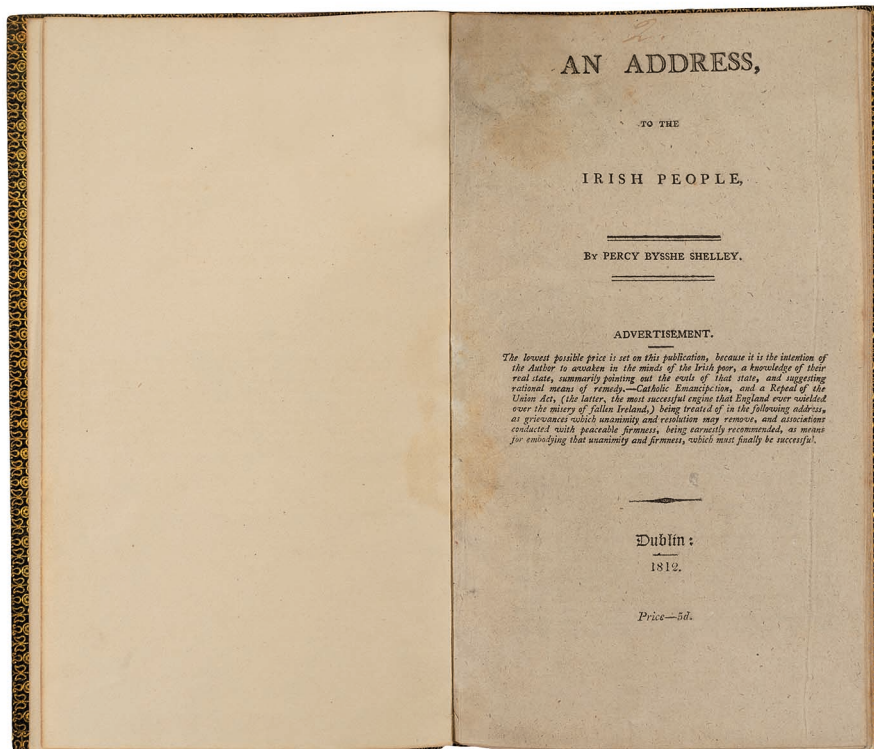 2.
AN ADDRESS,
TO THE
IRISH PEOPLE,
By PERCY BYSSHE SHELLEY.
ADVERTISEMENT.
The lowest possible price is set on this publication, because it is the intention of
the Author to awaken in the minds of the Irish poor, a knowledge of their
real state, summarily pointing out the evils of that state, and suggesting
rational means of remedy.—Catholic Emancipction, and a Repeal of the
Union Act, (the latter, the most successful engine that England ever wielded
over the misery of fallen Ireland,) being treated of in the following address,
as grievances which unanimity and resolution may remove, and associations
conducted with peaceable firmness, being earnestly recommended, as means
for embodying that unanimity and firmness, which must finally be successful.
Dublin:
1812.
Price—5d.